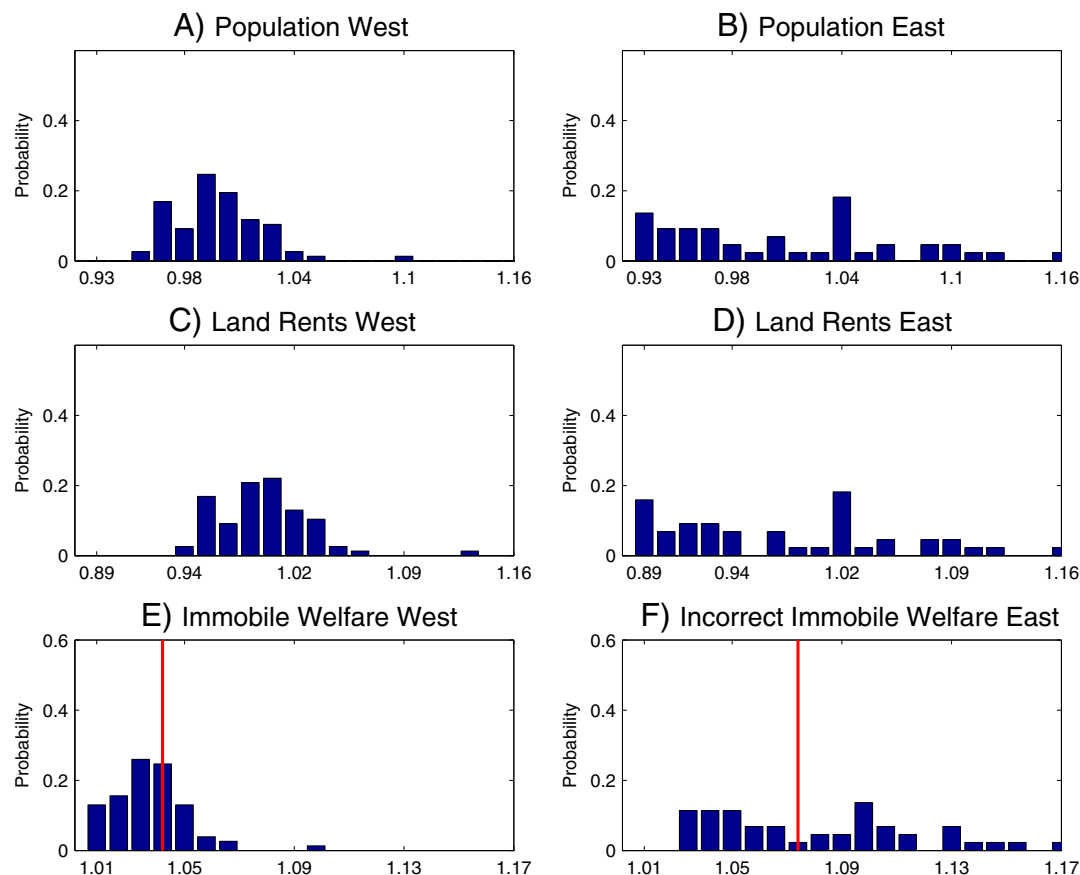 A) Population West
Probability
0.4
0.2
0
0.93 0.98 1.04 1.1 1.16
B) Population East
Probability
0.4
0.2
0
0.93 0.98 1.04 1.1 1.16
C) Land Rents West
Probability
0.4
0.2
0
0.89 0.94 1.02 1.09 1.16
D) Land Rents East
Probability
0.4
0.2
0
0.89 0.94 1.02 1.09 1.16
E) Immobile Welfare West
Probability
0.6
0.4
0.2
0
1.01 1.05 1.09 1.13 1.17
F) Incorrect Immobile Welfare East
Probability
0.6
0.4
0.2
0
1.01 1.05 1.09 1.13 1.17